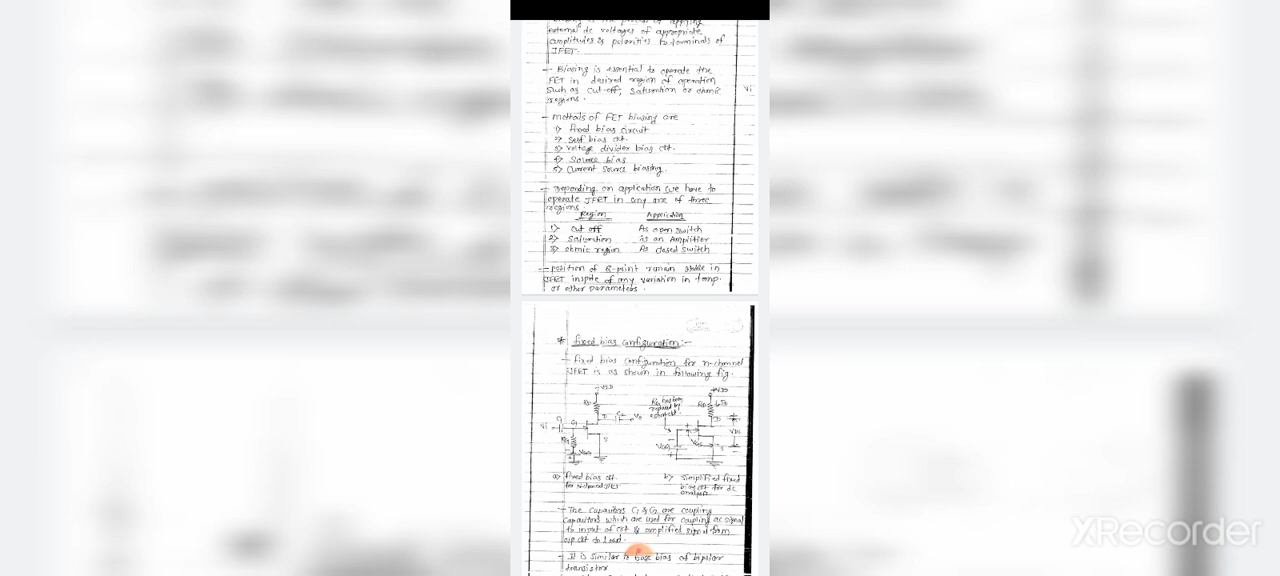 external dc voltages of appropriate
amplitudes & polarities to terminals of
JFET.
- Biasing is essential to operate the
FET in desired region of operation
such as cut-off, saturation or ohmic
regions.
Vi
- methods of FET biasing are
1) fixed bias circuit
2) self bias ckt.
3) voltage divider bias ckt.
4) Source bias
5) Current source biasing.
- Depending on application we have to
operate JFET in any one of three
regions.
Region Application
1) Cut off As open switch
2) Saturation As an Amplifier
3) ohmic region As closed switch
- position of Q-point remain stable in
JFET inspite of any variation in temp.
or other parameters.
* fixed bias configuration:-
- fixed bias configuration for n-channel
JFET is as shown in following fig.
a) fixed bias ckt.
b) simplified fixed
bias ckt for dc
analysis
- The capacitors C1 & C2 are coupling
capacitors which are used for coupling ac signal
to input of ckt & amplified signal from
o/p ckt to load.
- It is similar to base bias of bipolar
transistor
XRecorder